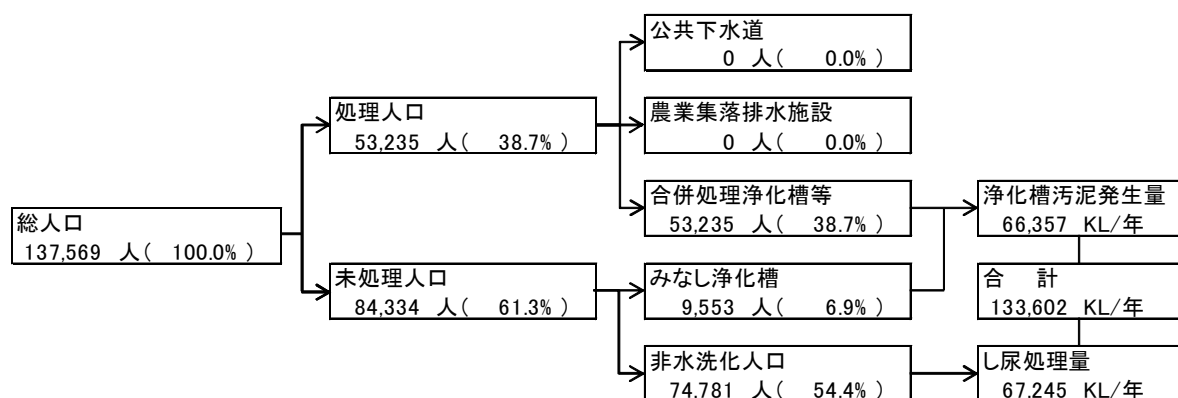 総人口
137,569 人( 100.0% )
処理人口
53,235 人( 38.7% )
未処理人口
84,334 人( 61.3% )
公共下水道
0 人( 0.0% )
農業集落排水施設
0 人( 0.0% )
合併処理浄化槽等
53,235 人( 38.7% )
みなし浄化槽
9,553 人( 6.9% )
非水洗化人口
74,781 人( 54.4% )
浄化槽汚泥発生量
66,357 KL/年
合 計
133,602 KL/年
し尿処理量
67,245 KL/年